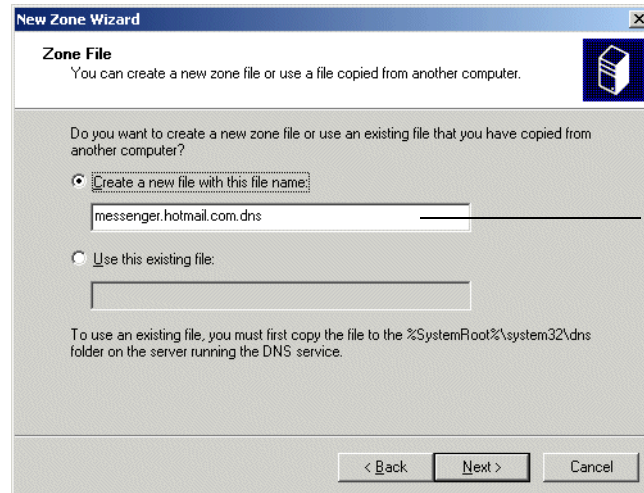 New Zone Wizard
Zone File
You can create a new zone file or use a file copied from another computer.
Do you want to create a new zone file or use an existing file that you have copied from
another computer?
Create a new file with this file name:
messenger.hotmail.com.dns
Use this existing file:
To use an existing file, you must first copy the file to the %SystemRoot%\system32\dns
folder on the server running the DNS service.
< Back
Next >
Cancel